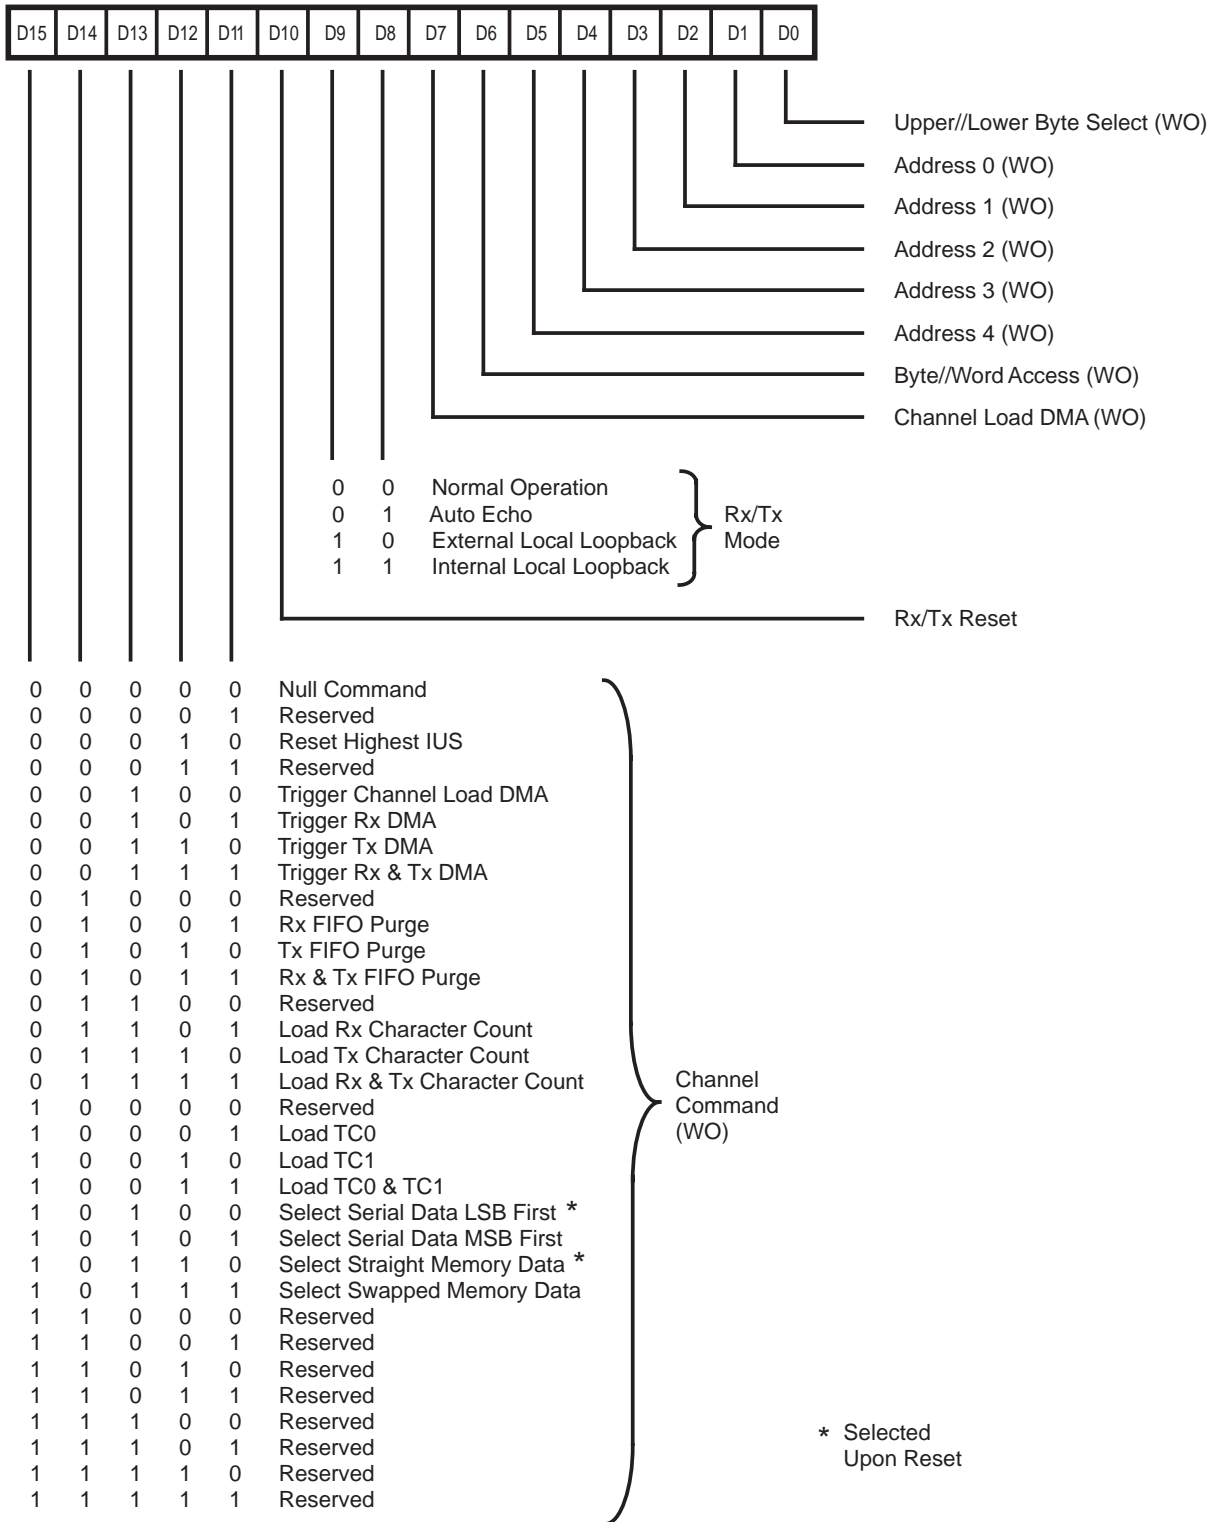 D15 D14 D13 D12 D11 D10 D9 D8 D7 D6 D5 D4 D3 D2 D1 D0
Upper//Lower Byte Select (WO)
Address 0 (WO)
Address 1 (WO)
Address 2 (WO)
Address 3 (WO)
Address 4 (WO)
Byte//Word Access (WO)
Channel Load DMA (WO)
0 0 Normal Operation
0 1 Auto Echo
1 0 External Local Loopback
1 1 Internal Local Loopback
Rx/Tx
Mode
Rx/Tx Reset
0 0 0 0 0 Null Command
0 0 0 0 1 Reserved
0 0 0 1 0 Reset Highest IUS
0 0 0 1 1 Reserved
0 0 1 0 0 Trigger Channel Load DMA
0 0 1 0 1 Trigger Rx DMA
0 0 1 1 0 Trigger Tx DMA
0 0 1 1 1 Trigger Rx & Tx DMA
0 1 0 0 0 Reserved
0 1 0 0 1 Rx FIFO Purge
0 1 0 1 0 Tx FIFO Purge
0 1 0 1 1 Rx & Tx FIFO Purge
0 1 1 0 0 Reserved
0 1 1 0 1 Load Rx Character Count
0 1 1 1 0 Load Tx Character Count
0 1 1 1 1 Load Rx & Tx Character Count
1 0 0 0 0 Reserved
1 0 0 0 1 Load TC0
1 0 0 1 0 Load TC1
1 0 0 1 1 Load TC0 & TC1
1 0 1 0 0 Select Serial Data LSB First *
1 0 1 0 1 Select Serial Data MSB First
1 0 1 1 0 Select Straight Memory Data *
1 0 1 1 1 Select Swapped Memory Data
1 1 0 0 0 Reserved
1 1 0 0 1 Reserved
1 1 0 1 0 Reserved
1 1 0 1 1 Reserved
1 1 1 0 0 Reserved
1 1 1 0 1 Reserved
1 1 1 1 0 Reserved
1 1 1 1 1 Reserved
Channel
Command
(WO)
* Selected
Upon Reset